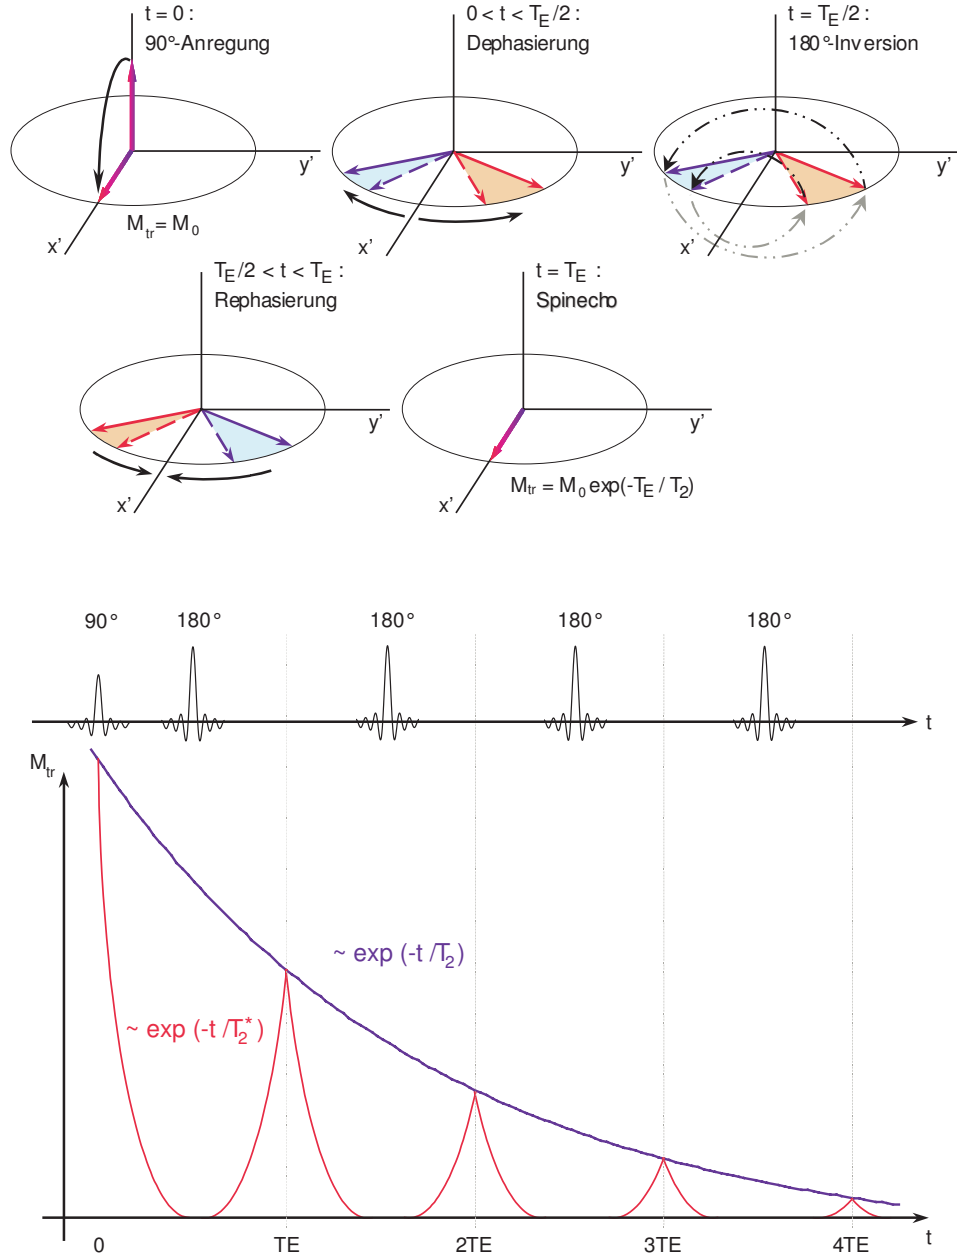 t = 0 :
90°-Anregung
y'
x'
M_tr = M_0
0 < t < T_E/2 :
Dephasierung
y'
x'
t = T_E/2 :
180°-Inversion
y'
x'
T_E/2 < t < T_E :
Rephasierung
y'
x'
t = T_E :
Spinecho
y'
x'
M_tr = M_0 exp(-T_E / T_2)
90° 180° 180° 180° 180°
t
M_tr
~ exp (-t /T_2)
~ exp (-t /T_2^*)
0 TE 2TE 3TE 4TE t